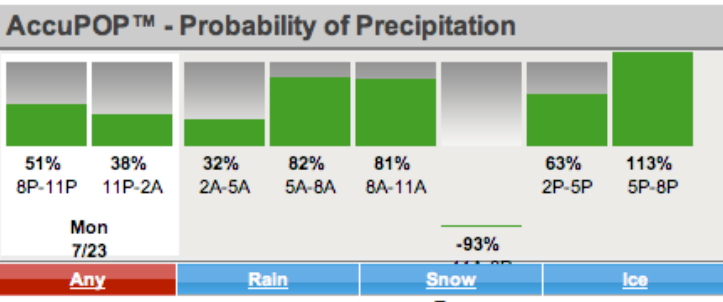 AccuPOP™ - Probability of Precipitation
51% 38% 32% 82% 81% 63% 113%
8P-11P 11P-2A 2A-5A 5A-8A 8A-11A 2P-5P 5P-8P
Mon
7/23
-93%
Any Rain Snow Ice